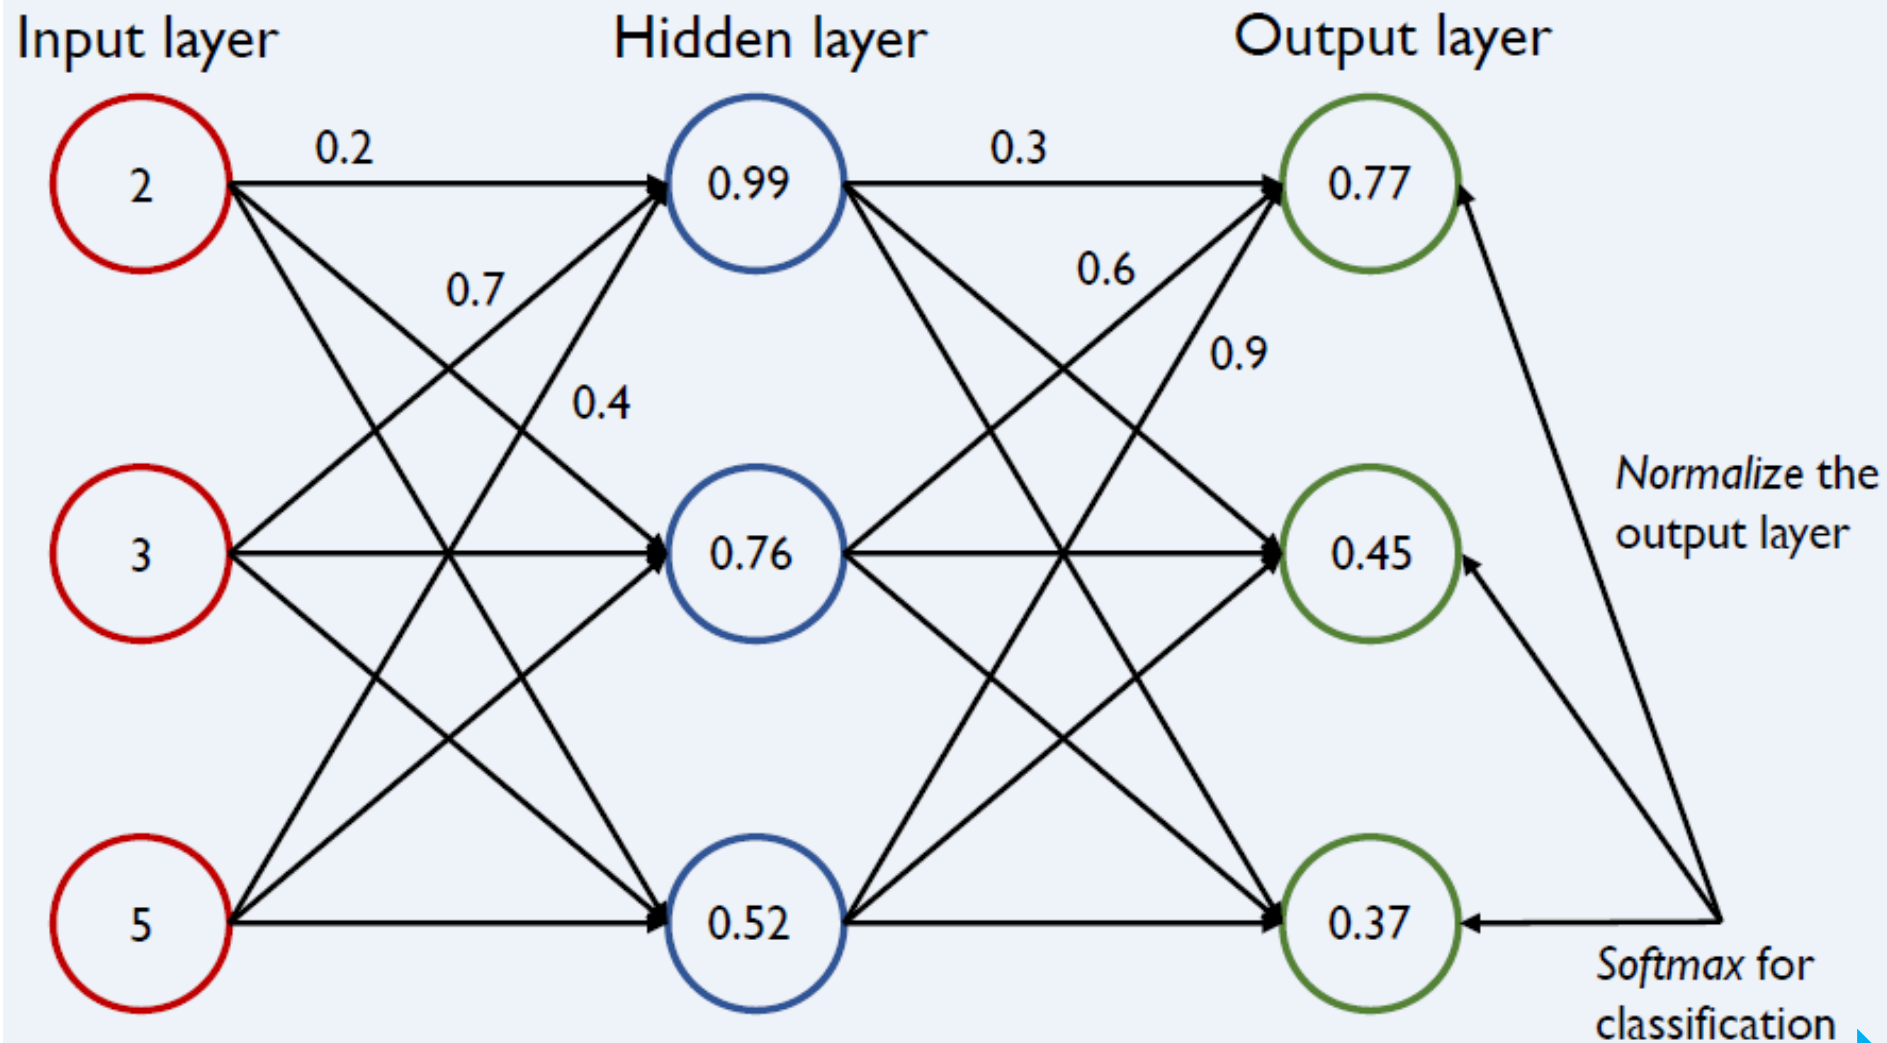 Input layer
Hidden layer
Output layer
0.2
0.3
2
0.99
0.77
0.7
0.6
0.9
0.4
Normalize the
output layer
3
0.76
0.45
5
0.52
0.37
Softmax for
classification